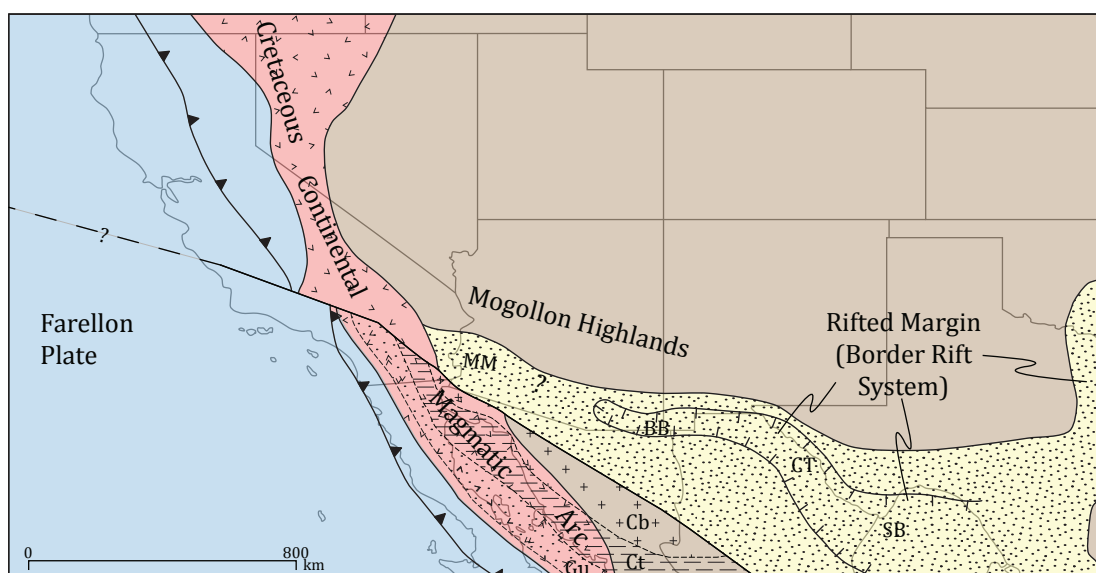 Cretaceous
Continental
Magmatic
Arc
?
Farellon
Plate
Mogollon Highlands
Rifted Margin
(Border Rift
System)
MM
?
BB
CT
SB
Cb
Ct
Gu
0
800
km